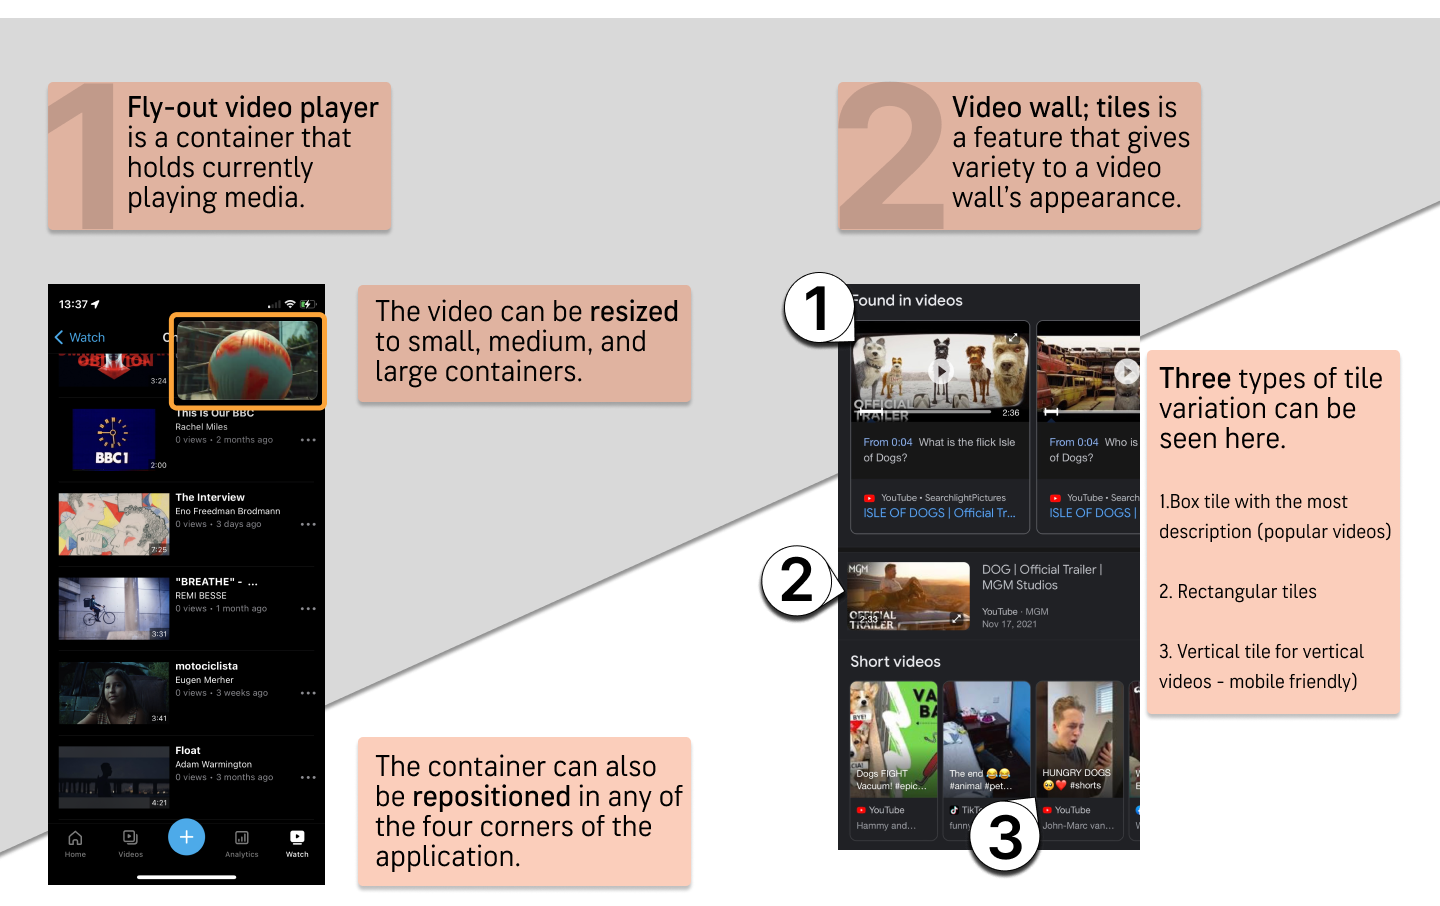 1
Fly-out video player
is a container that
holds currently
playing media.
2
Video wall; tiles is
a feature that gives
variety to a video
wall's appearance.
13:37
Watch
3:24
This Is Our BBC
Rachel Miles
0 views • 2 months ago
BBC1
2:00
The Interview
Eno Freedman Brodmann
0 views • 3 days ago
7:25
"BREATHE" - ...
REMI BESSE
0 views • 1 month ago
3:31
motociclista
Eugen Merher
0 views • 3 weeks ago
3:41
Float
Adam Warmington
0 views • 3 months ago
4:21
Home
Videos
Analytics
Watch
The video can be resized
to small, medium, and
large containers.
The container can also
be repositioned in any of
the four corners of the
application.
1
Found in videos
OFFICIAL
TRAILER
2:36
From 0:04 What is the flick Isle
of Dogs?
YouTube • SearchlightPictures
ISLE OF DOGS | Official Tr...
From 0:04 Who is
of Dogs?
YouTube • Search
ISLE OF DOGS |
2
MGM
OFFICIAL
TRAILER
2:33
DOG | Official Trailer |
MGM Studios
YouTube · MGM
Nov 17, 2021
Short videos
BYE!
VA
BA
Dogs FIGHT
Vacuum! #epic...
YouTube
Hammy and...
The end 😂😂
#animal #pet...
TikT
funny
HUNGRY DOGS
🥺❤️ #shorts
YouTube
John-Marc van...
3
Three types of tile
variation can be
seen here.
1.Box tile with the most
description (popular videos)
2. Rectangular tiles
3. Vertical tile for vertical
videos - mobile friendly)